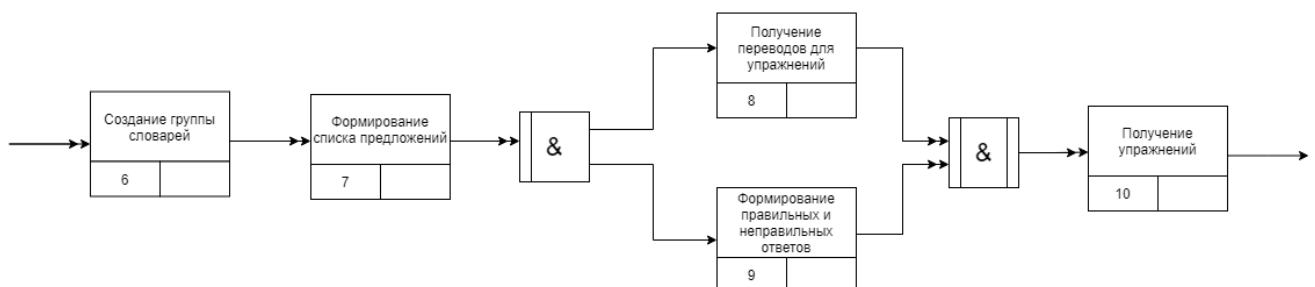 Создание группы
словарей
6
Формирование
списка предложений
7
&
Получение
переводов для
упражнений
8
Формирование
правильных и
неправильных
ответов
9
&
Получение
упражнений
10